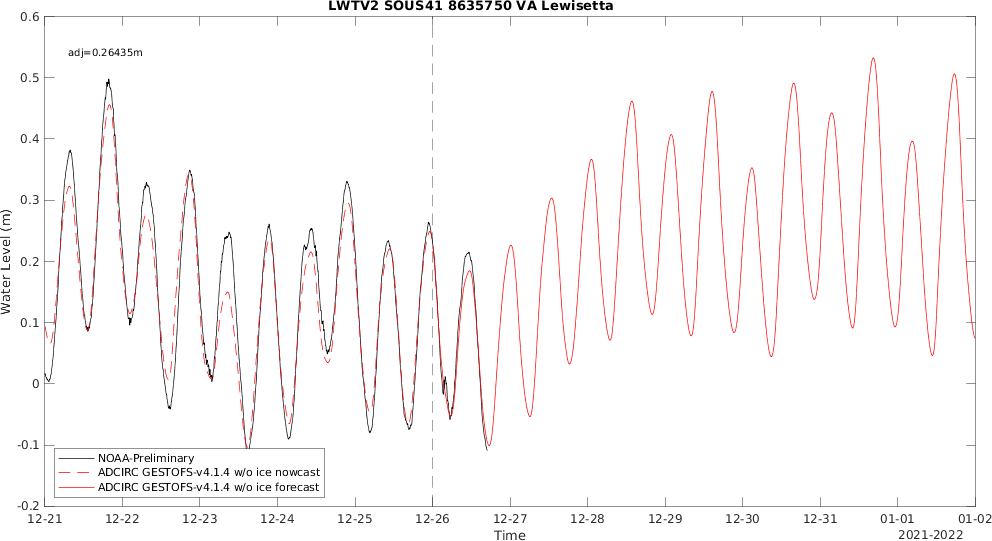 LWTV2 SOUS41 8635750 VA Lewisetta
adj=0.26435m
Water Level (m)
0.6
0.5
0.4
0.3
0.2
0.1
0
-0.1
-0.2
NOAA-Preliminary
ADCIRC GESTOFS-v4.1.4 w/o ice nowcast
ADCIRC GESTOFS-v4.1.4 w/o ice forecast
12-21 12-22 12-23 12-24 12-25 12-26 12-27 12-28 12-29 12-30 12-31 01-01 01-02
Time
2021-2022